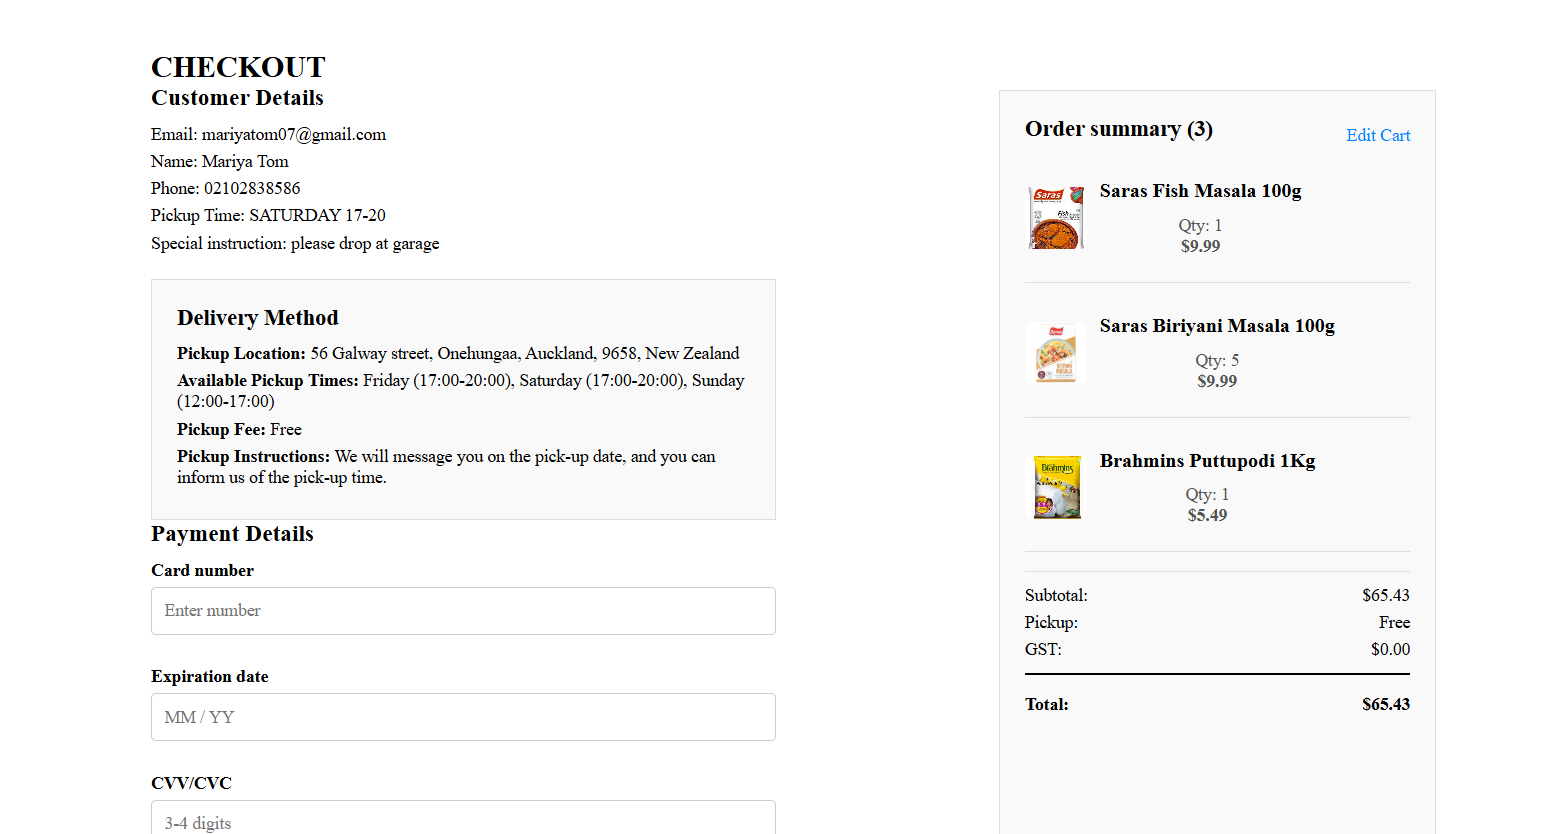 CHECKOUT
Customer Details
Email: mariyatom07@gmail.com
Name: Mariya Tom
Phone: 02102838586
Pickup Time: SATURDAY 17-20
Special instruction: please drop at garage
Delivery Method
Pickup Location: 56 Galway street, Onehungaa, Auckland, 9658, New Zealand
Available Pickup Times: Friday (17:00-20:00), Saturday (17:00-20:00), Sunday
(12:00-17:00)
Pickup Fee: Free
Pickup Instructions: We will message you on the pick-up date, and you can
inform us of the pick-up time.
Payment Details
Card number
Enter number
Expiration date
MM / YY
CVV/CVC
3-4 digits
Order summary (3)
Edit Cart
Saras
Fish
Saras Fish Masala 100g
Qty: 1
$9.99
Saras
Saras Biriyani Masala 100g
Qty: 5
$9.99
Brahmins
Brahmins Puttupodi 1Kg
Qty: 1
$5.49
Subtotal: $65.43
Pickup: Free
GST: $0.00
Total: $65.43